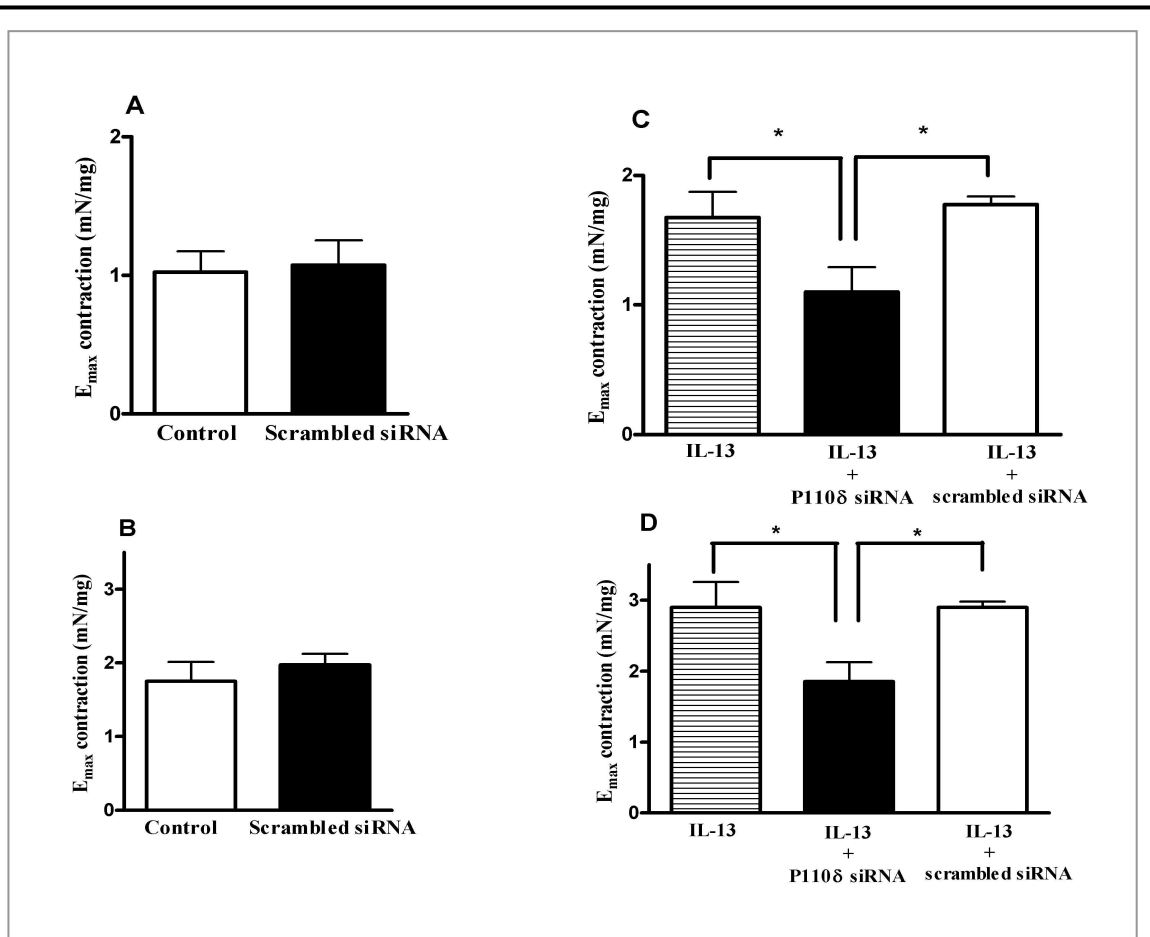 A
Emax contraction (mN/mg)
2
1
0
Control
Scrambled siRNA
B
Emax contraction (mN/mg)
3
2
1
0
Control
Scrambled siRNA
C
*
*
Emax contraction (mN/mg)
2
1
0
IL-13
IL-13
+
P110δ siRNA
IL-13
+
scrambled siRNA
D
*
*
Emax contraction (mN/mg)
3
2
1
0
IL-13
IL-13
+
P110δ siRNA
IL-13
+
scrambled siRNA